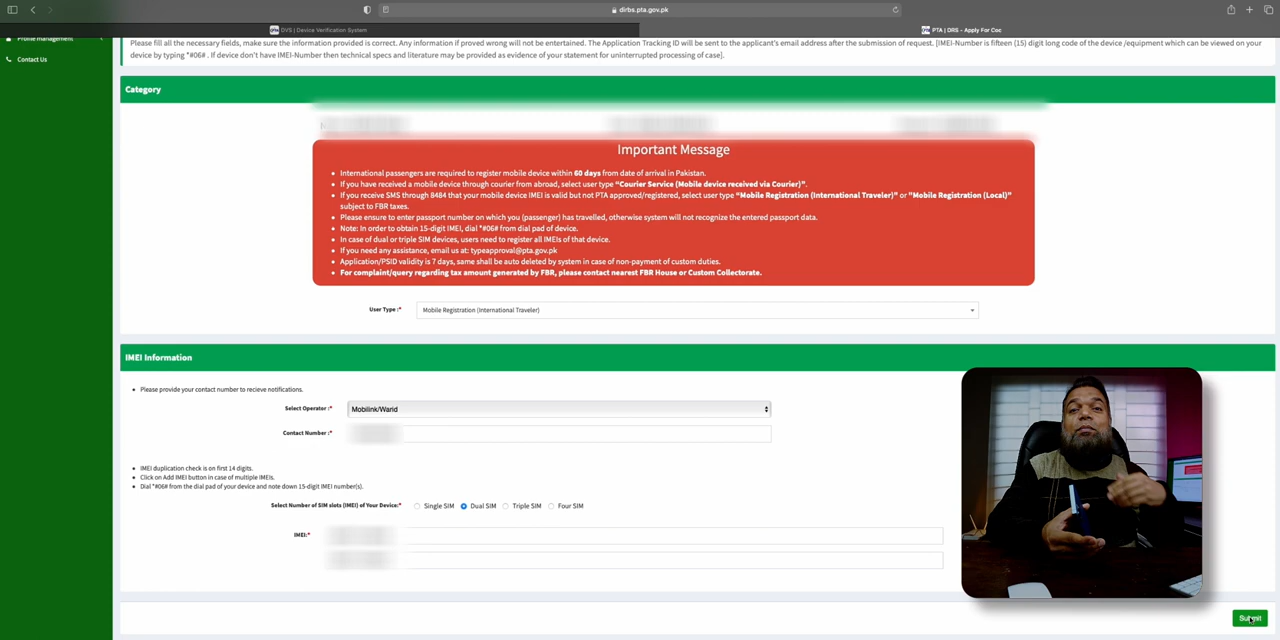 dirbs.pta.gov.pk
pta DVS | Device Verification System
pta PTA | DRS - Apply For Coc
Profile Management
Contact Us
Please fill all the necessary fields, make sure the information provided is correct. Any information if proved wrong will not be entertained. The Application Tracking ID will be sent to the applicant's email address after the submission of request. [IMEI-Number is fifteen (15) digit long code of the device /equipment which can be viewed on your
device by typing *#06# . If device don't have IMEI-Number then technical specs and literature may be provided as evidence of your statement for uninterrupted processing of case].
Category
Important Message
International passengers are required to register mobile device within 60 days from date of arrival in Pakistan.
If you have received a mobile device through courier from abroad, select user type "Courier Service (Mobile device received via Courier)".
If you receive SMS through 8484 that your mobile device IMEI is valid but not PTA approved/registered, select user type "Mobile Registration (International Traveler)" or "Mobile Registration (Local)"
subject to FBR taxes.
Please ensure to enter passport number on which you (passenger) has travelled, otherwise system will not recognize the entered passport data.
Note: In order to obtain 15-digit IMEI, dial *#06# from dial pad of device.
In case of dual or triple SIM devices, users need to register all IMEIs of that device.
If you need any assistance, email us at: typeapproval@pta.gov.pk
Application/PSID validity is 7 days, same shall be auto deleted by system in case of non-payment of custom duties.
For complaint/query regarding tax amount generated by FBR, please contact nearest FBR House or Custom Collectorate.
User Type :* Mobile Registration (International Traveler)
IMEI Information
Please provide your contact number to recieve notifications.
Select Operator :* Mobilink/Warid
Contact Number :*
IMEI duplication check is on first 14 digits.
Click on Add IMEI button in case of multiple IMEIs.
Dial *#06# from the dial pad of your device and note down 15-digit IMEI number(s).
Select Number of SIM slots (IMEI) of Your Device:* Single SIM Dual SIM Triple SIM Four SIM
IMEI:*
Submit